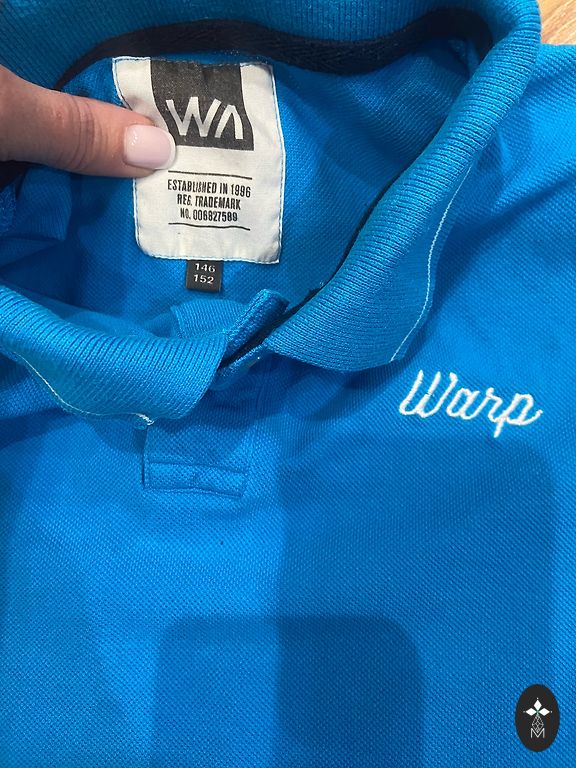 WA
ESTABLISHED IN 1996
REG. TRADEMARK
NO. 006827589
146
152
Warp
M